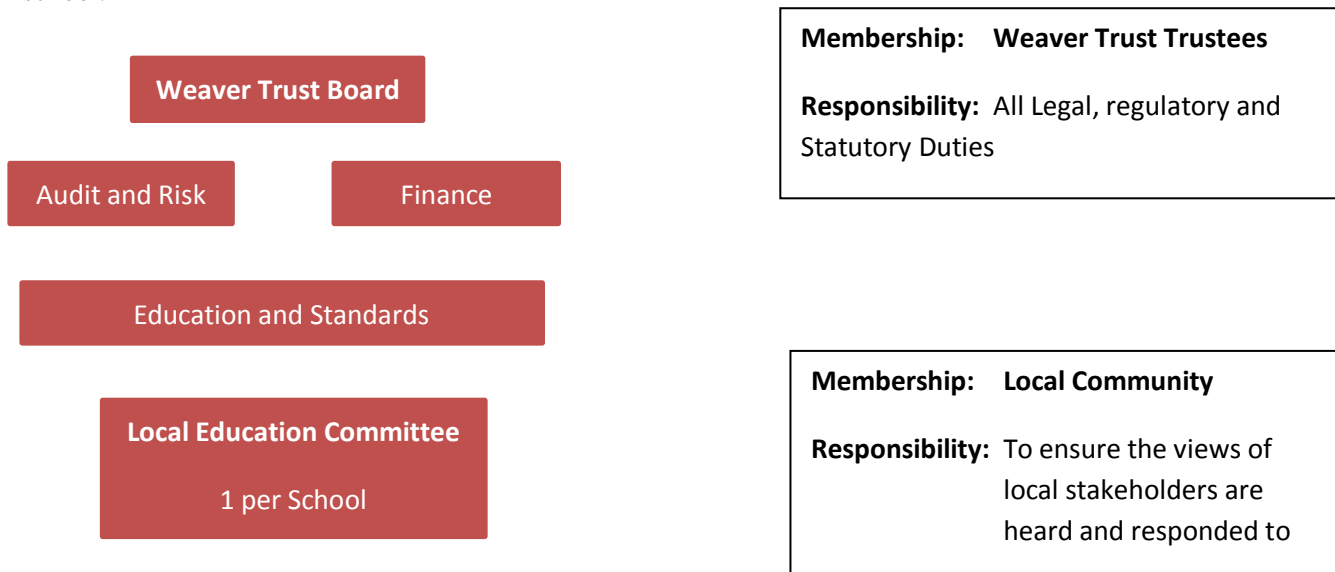 Weaver Trust Board
Audit and Risk
Finance
Education and Standards
Local Education Committee
1 per School
Membership: Weaver Trust Trustees
Responsibility: All Legal, regulatory and
Statutory Duties
Membership: Local Community
Responsibility: To ensure the views of
local stakeholders are
heard and responded to